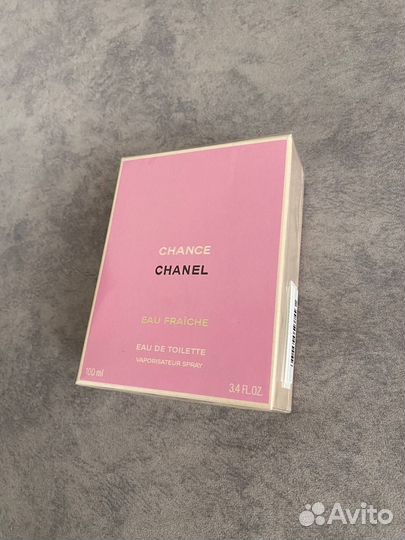 CHANCE
CHANEL
EAU FRAÎCHE
EAU DE TOILETTE
VAPORISATEUR SPRAY
100 ml
3.4 FL.OZ.
Avito